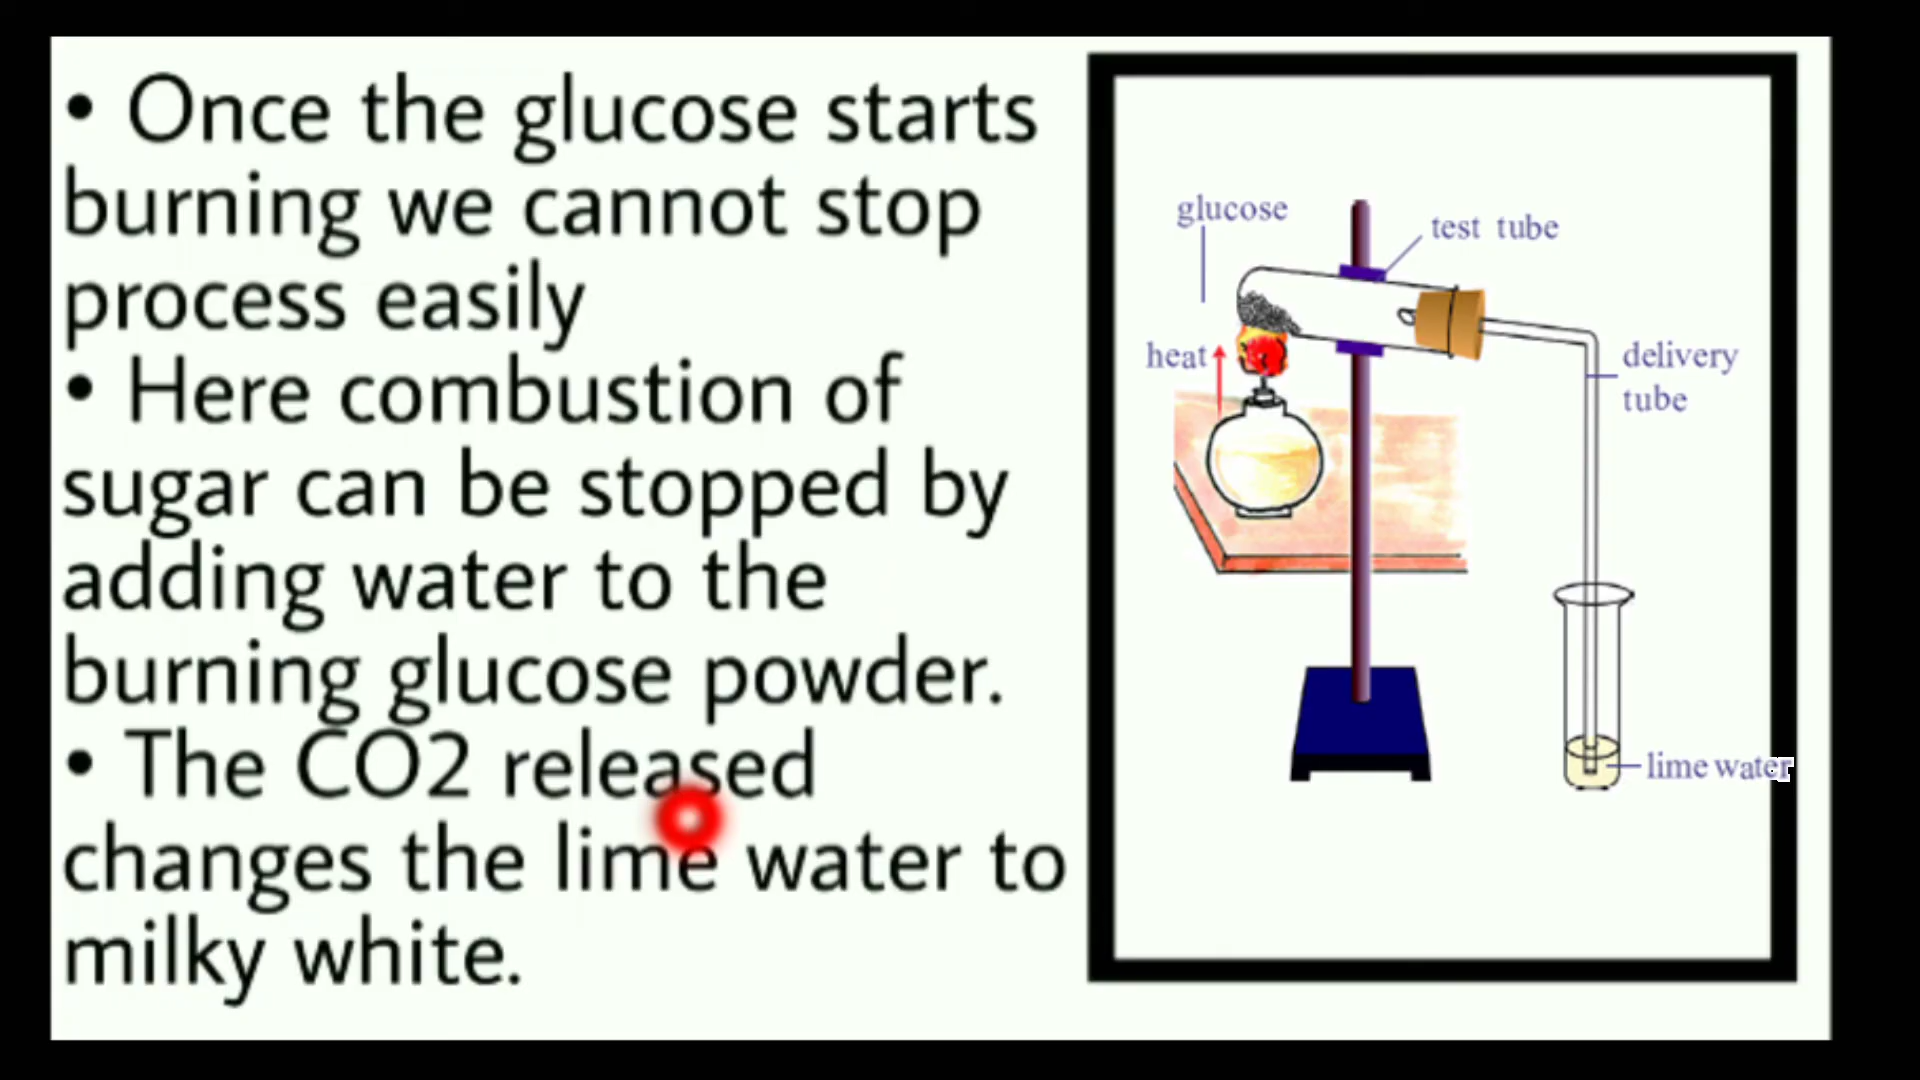 • Once the glucose starts
burning we cannot stop
process easily
• Here combustion of
sugar can be stopped by
adding water to the
burning glucose powder.
• The CO2 released
changes the lime water to
milky white.
glucose
test tube
heat
delivery
tube
lime water